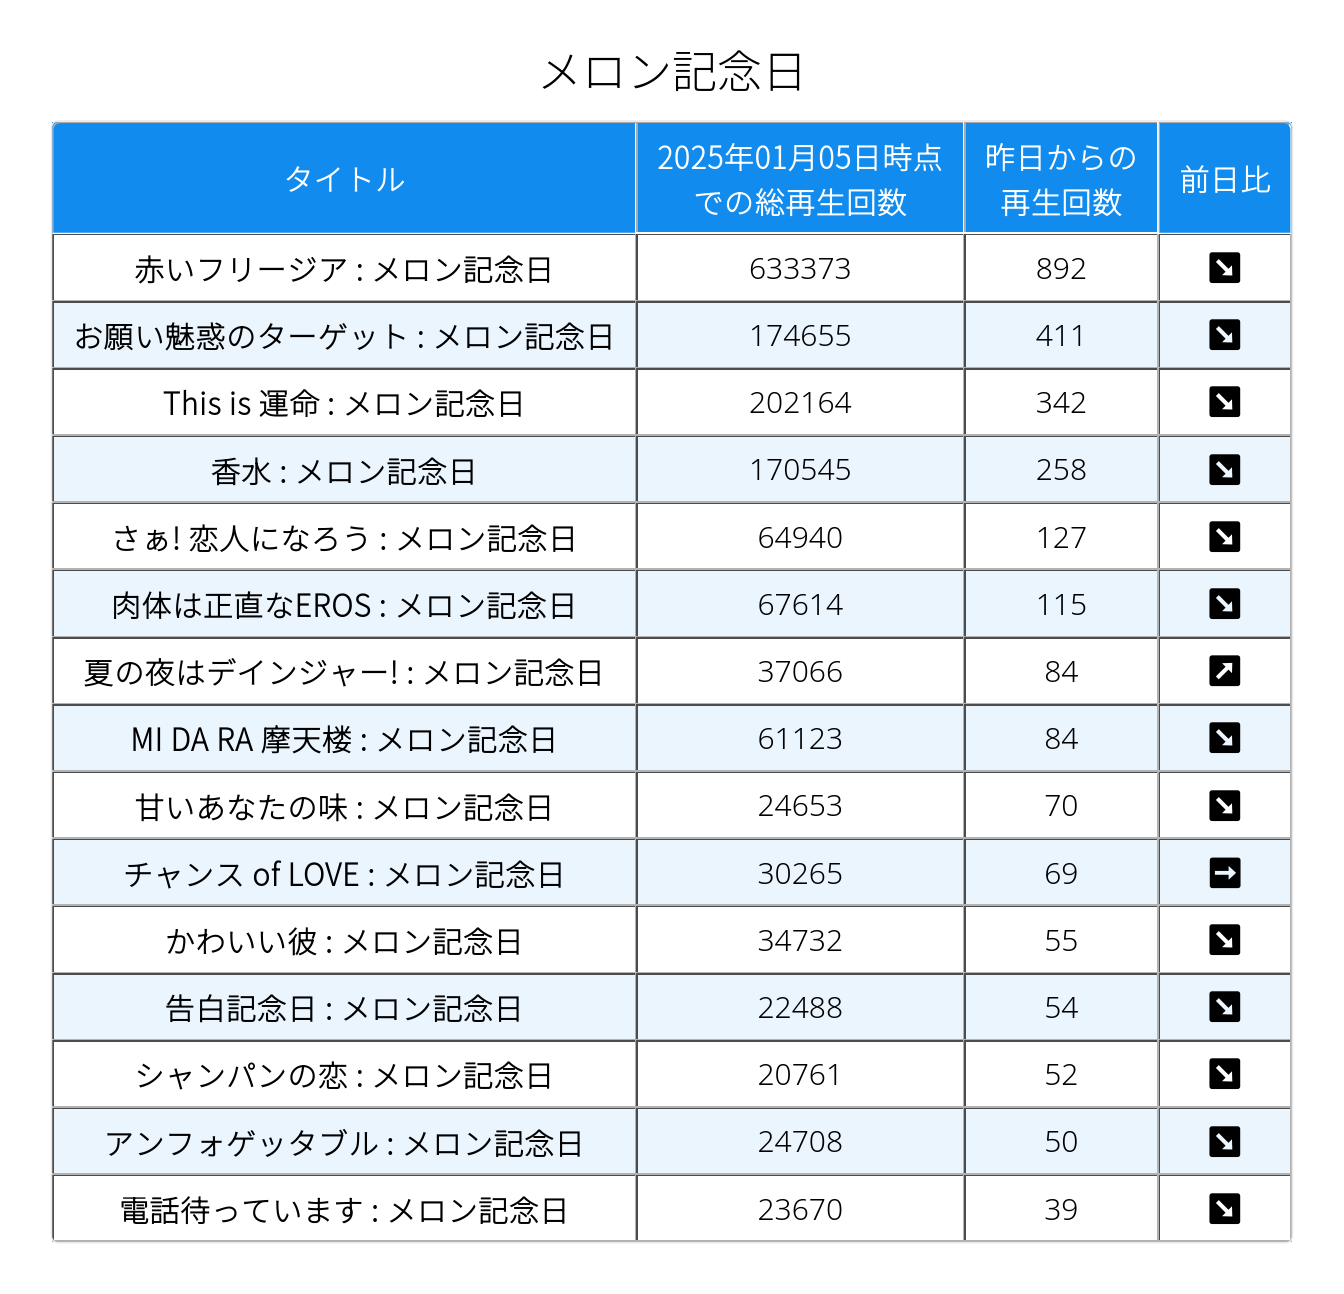 メロン記念日
タイトル 2025年01月05日時点での総再生回数 昨日からの再生回数 前日比
赤いフリージア : メロン記念日 633373 892 ↘
お願い魅惑のターゲット : メロン記念日 174655 411 ↘
This is 運命 : メロン記念日 202164 342 ↘
香水 : メロン記念日 170545 258 ↘
さぁ! 恋人になろう : メロン記念日 64940 127 ↘
肉体は正直なEROS : メロン記念日 67614 115 ↘
夏の夜はデインジャー! : メロン記念日 37066 84 ↗
MI DA RA 摩天楼 : メロン記念日 61123 84 ↘
甘いあなたの味 : メロン記念日 24653 70 ↘
チャンス of LOVE : メロン記念日 30265 69 →
かわいい彼 : メロン記念日 34732 55 ↘
告白記念日 : メロン記念日 22488 54 ↘
シャンパンの恋 : メロン記念日 20761 52 ↘
アンフォゲッタブル : メロン記念日 24708 50 ↘
電話待っています : メロン記念日 23670 39 ↘